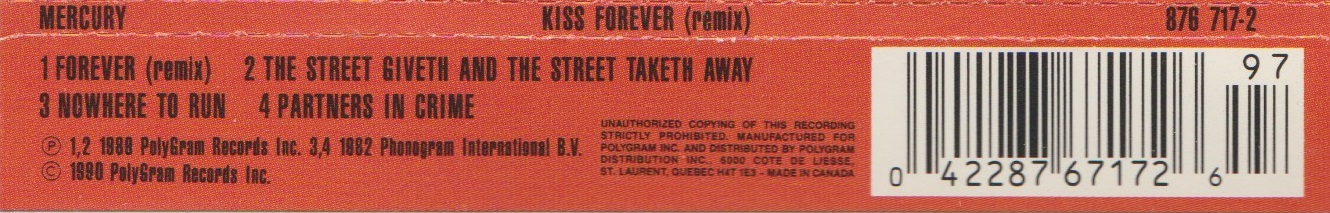 MERCURY KISS FOREVER (remix) 876 717-2
1 FOREVER (remix) 2 THE STREET GIVETH AND THE STREET TAKETH AWAY
3 NOWHERE TO RUN 4 PARTNERS IN CRIME
Ⓟ 1,2 1989 PolyGram Records Inc. 3,4 1982 Phonogram International B.V.
© 1990 PolyGram Records Inc.
UNAUTHORIZED COPYING OF THIS RECORDING
STRICTLY PROHIBITED. MANUFACTURED FOR
POLYGRAM INC. AND DISTRIBUTED BY POLYGRAM
DISTRIBUTION INC., 6000 COTE DE LIESSE,
ST. LAURENT, QUEBEC H4T 1E3 - MADE IN CANADA
97
0 42287 67172 6